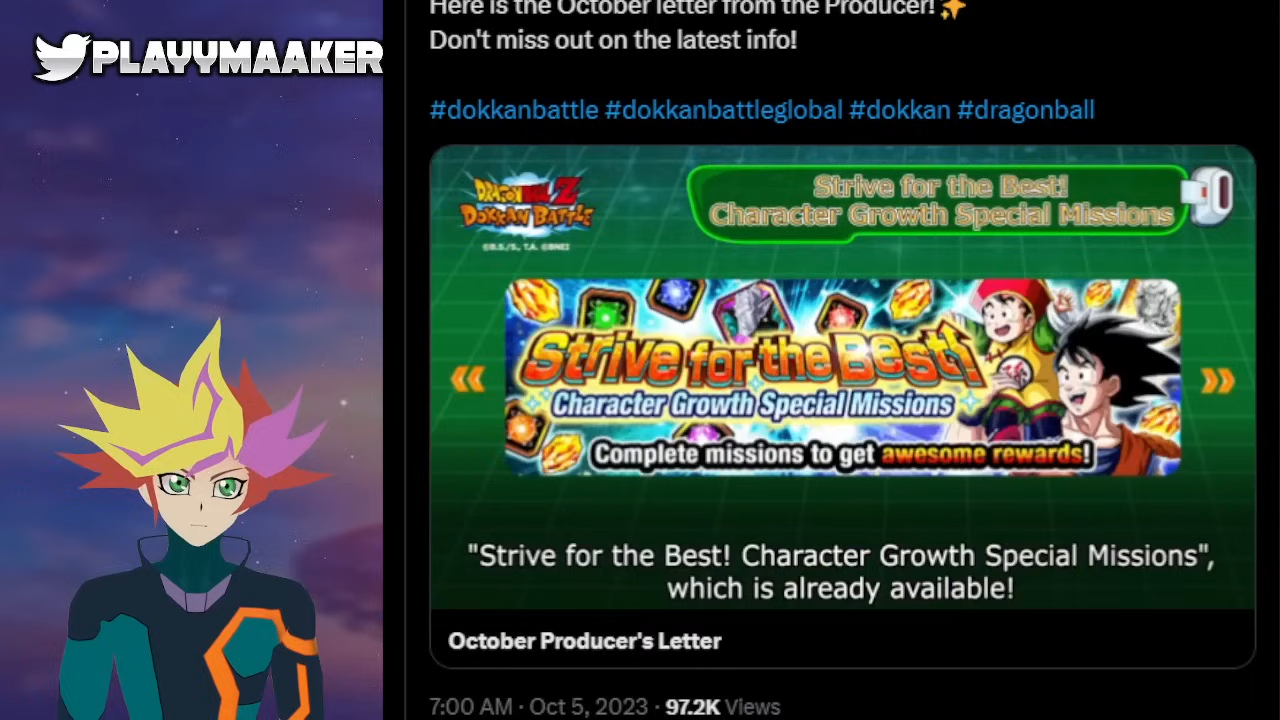 PLAYYMAAKER
Here is the October letter from the Producer!
Don't miss out on the latest info!
#dokkanbattle #dokkanbattleglobal #dokkan #dragonball
DRAGON BALL Z
DOKKAN BATTLE
©B.S./S., T.A. ©BNEI
Strive for the Best!
Character Growth Special Missions
Strive for the Best!
Character Growth Special Missions
Complete missions to get awesome rewards!
"Strive for the Best! Character Growth Special Missions",
which is already available!
October Producer's Letter
7:00 AM · Oct 5, 2023 · 97.2K Views